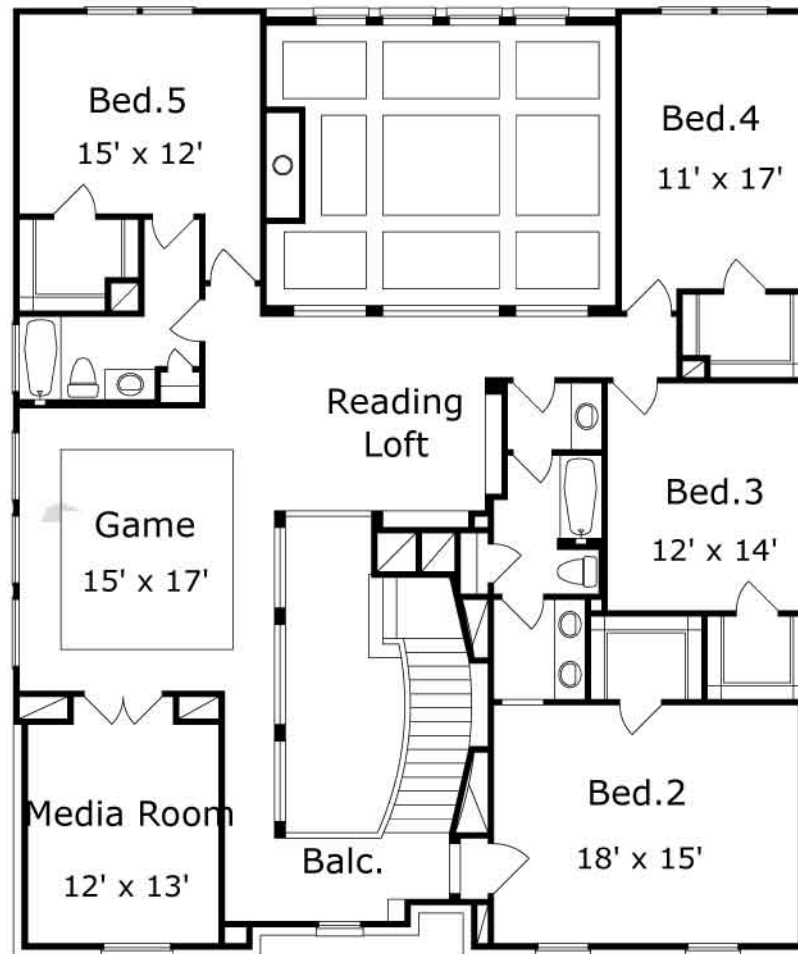 Bed.5
15' x 12'
Bed.4
11' x 17'
Reading
Loft
Game
15' x 17'
Bed.3
12' x 14'
Media Room
12' x 13'
Balc.
Bed.2
18' x 15'